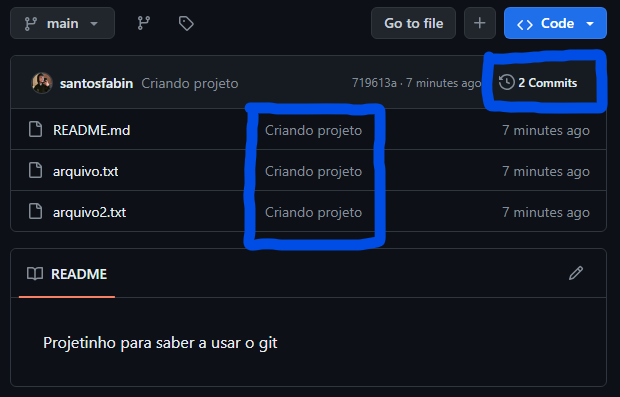 main
Go to file
Code
santosfabin Criando projeto 719613a · 7 minutes ago 2 Commits
README.md Criando projeto 7 minutes ago
arquivo.txt Criando projeto 7 minutes ago
arquivo2.txt Criando projeto 7 minutes ago
README
Projetinho para saber a usar o git